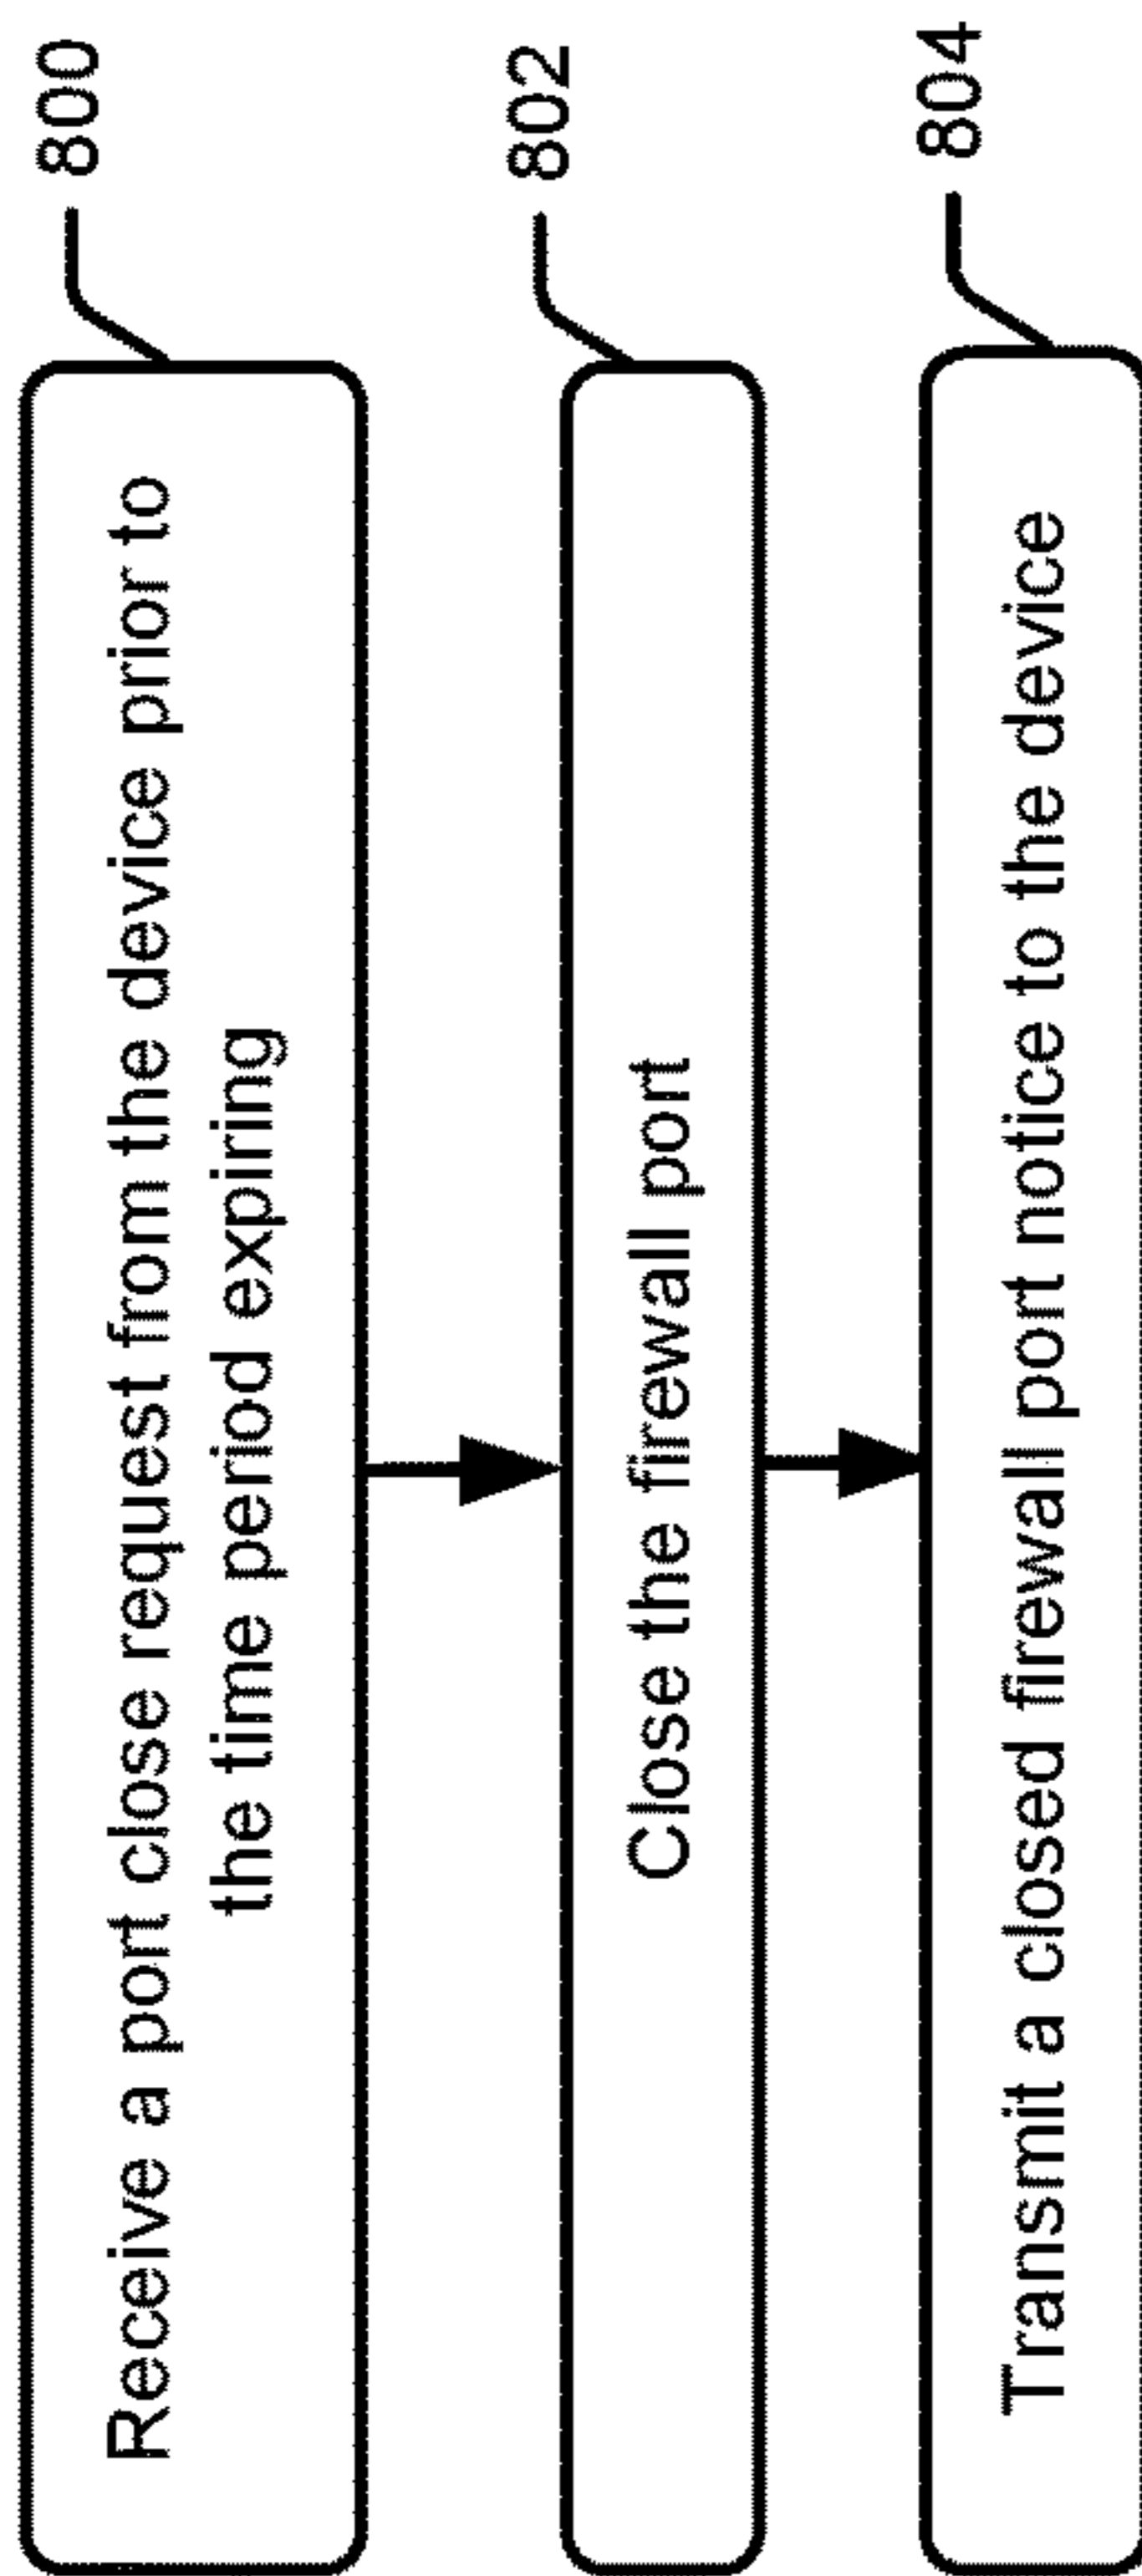 800
Receive a port close request from the device prior to
the time period expiring
802
Close the firewall port
804
Transmit a closed firewall port notice to the device